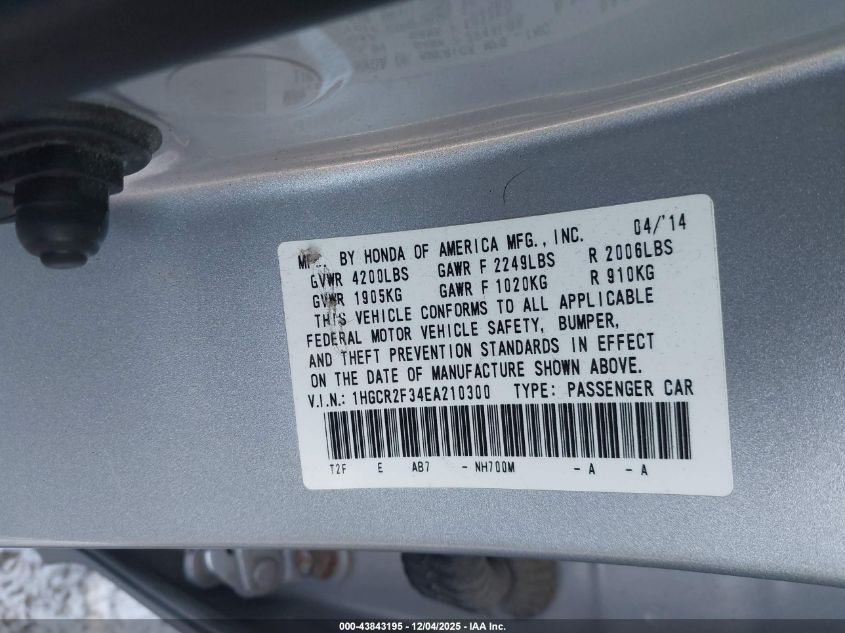 MFD. BY HONDA OF AMERICA MFG., INC. 04/'14
GVWR 4200LBS GAWR F 2249LBS R 2006LBS
GVWR 1905KG GAWR F 1020KG R 910KG
THIS VEHICLE CONFORMS TO ALL APPLICABLE
FEDERAL MOTOR VEHICLE SAFETY, BUMPER,
AND THEFT PREVENTION STANDARDS IN EFFECT
ON THE DATE OF MANUFACTURE SHOWN ABOVE.
V.I.N.: 1HGCR2F34EA210300 TYPE: PASSENGER CAR
T2F E AB7 - NH700M - A - A
000-43843195 - 12/04/2025 - IAA Inc.